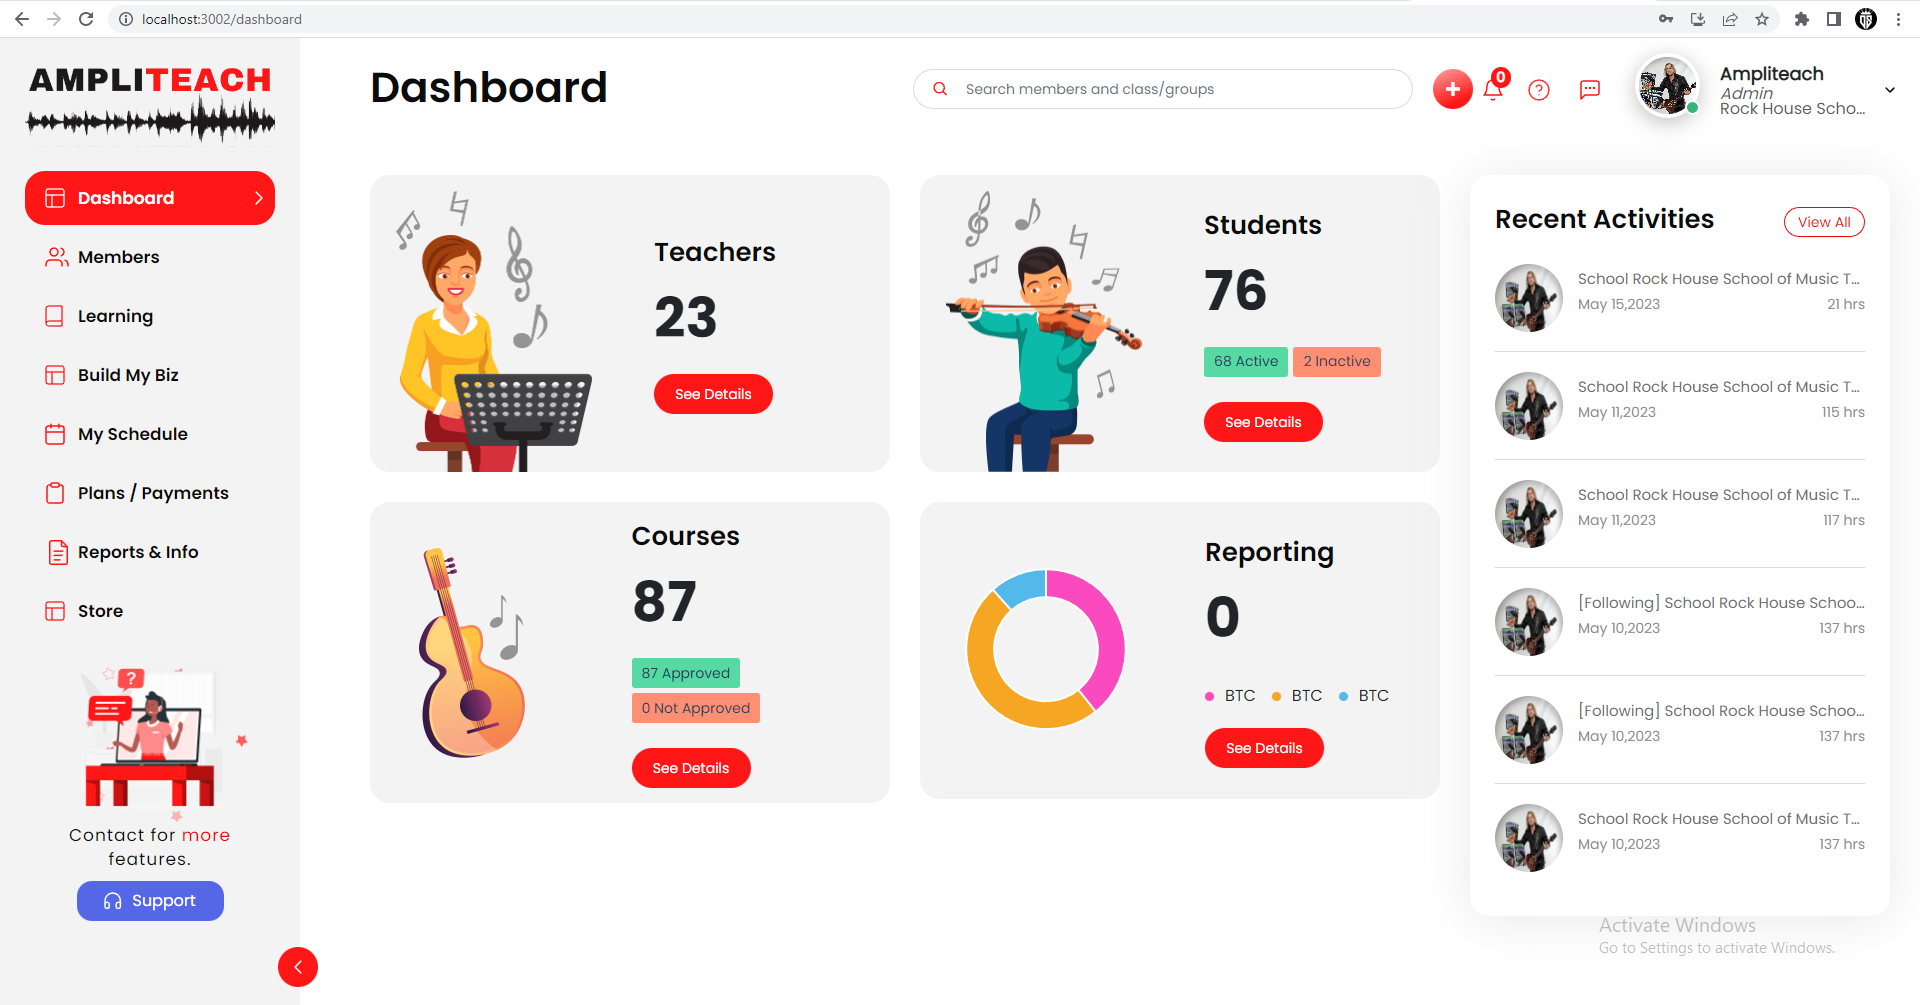 localhost:3002/dashboard
AMPLITEACH
Dashboard
Search members and class/groups
0
Ampliteach
Admin
Rock House Scho...
Dashboard
Members
Learning
Build My Biz
My Schedule
Plans / Payments
Reports & Info
Store
?
Contact for more
features.
Support
Teachers
23
See Details
Students
76
68 Active
2 Inactive
See Details
Courses
87
87 Approved
0 Not Approved
See Details
Reporting
0
BTC
BTC
BTC
See Details
Recent Activities
View All
School Rock House School of Music T...
May 15,2023
21 hrs
School Rock House School of Music T...
May 11,2023
115 hrs
School Rock House School of Music T...
May 11,2023
117 hrs
[Following] School Rock House Schoo...
May 10,2023
137 hrs
[Following] School Rock House Schoo...
May 10,2023
137 hrs
School Rock House School of Music T...
May 10,2023
137 hrs
Activate Windows
Go to Settings to activate Windows.